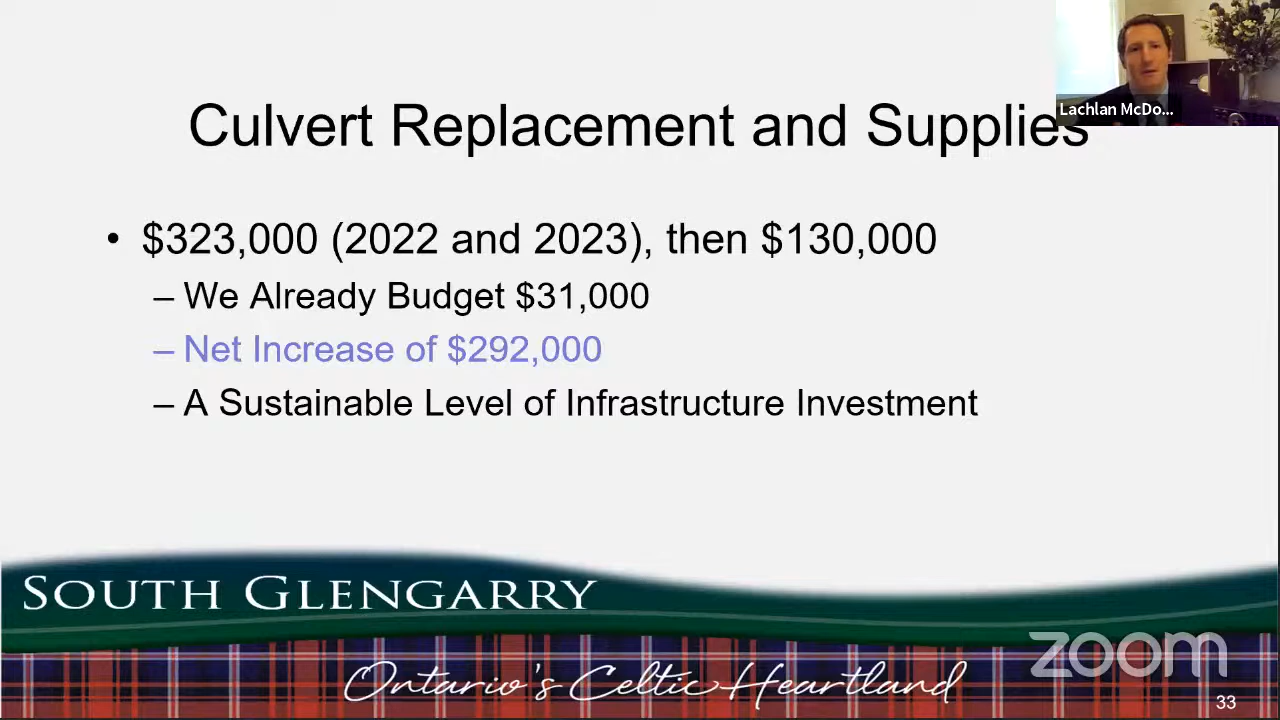 Lachlan McDo...
Culvert Replacement and Supplies
• $323,000 (2022 and 2023), then $130,000
– We Already Budget $31,000
– Net Increase of $292,000
– A Sustainable Level of Infrastructure Investment
SOUTH GLENGARRY
Ontario's Celtic Heartland
zoom
33